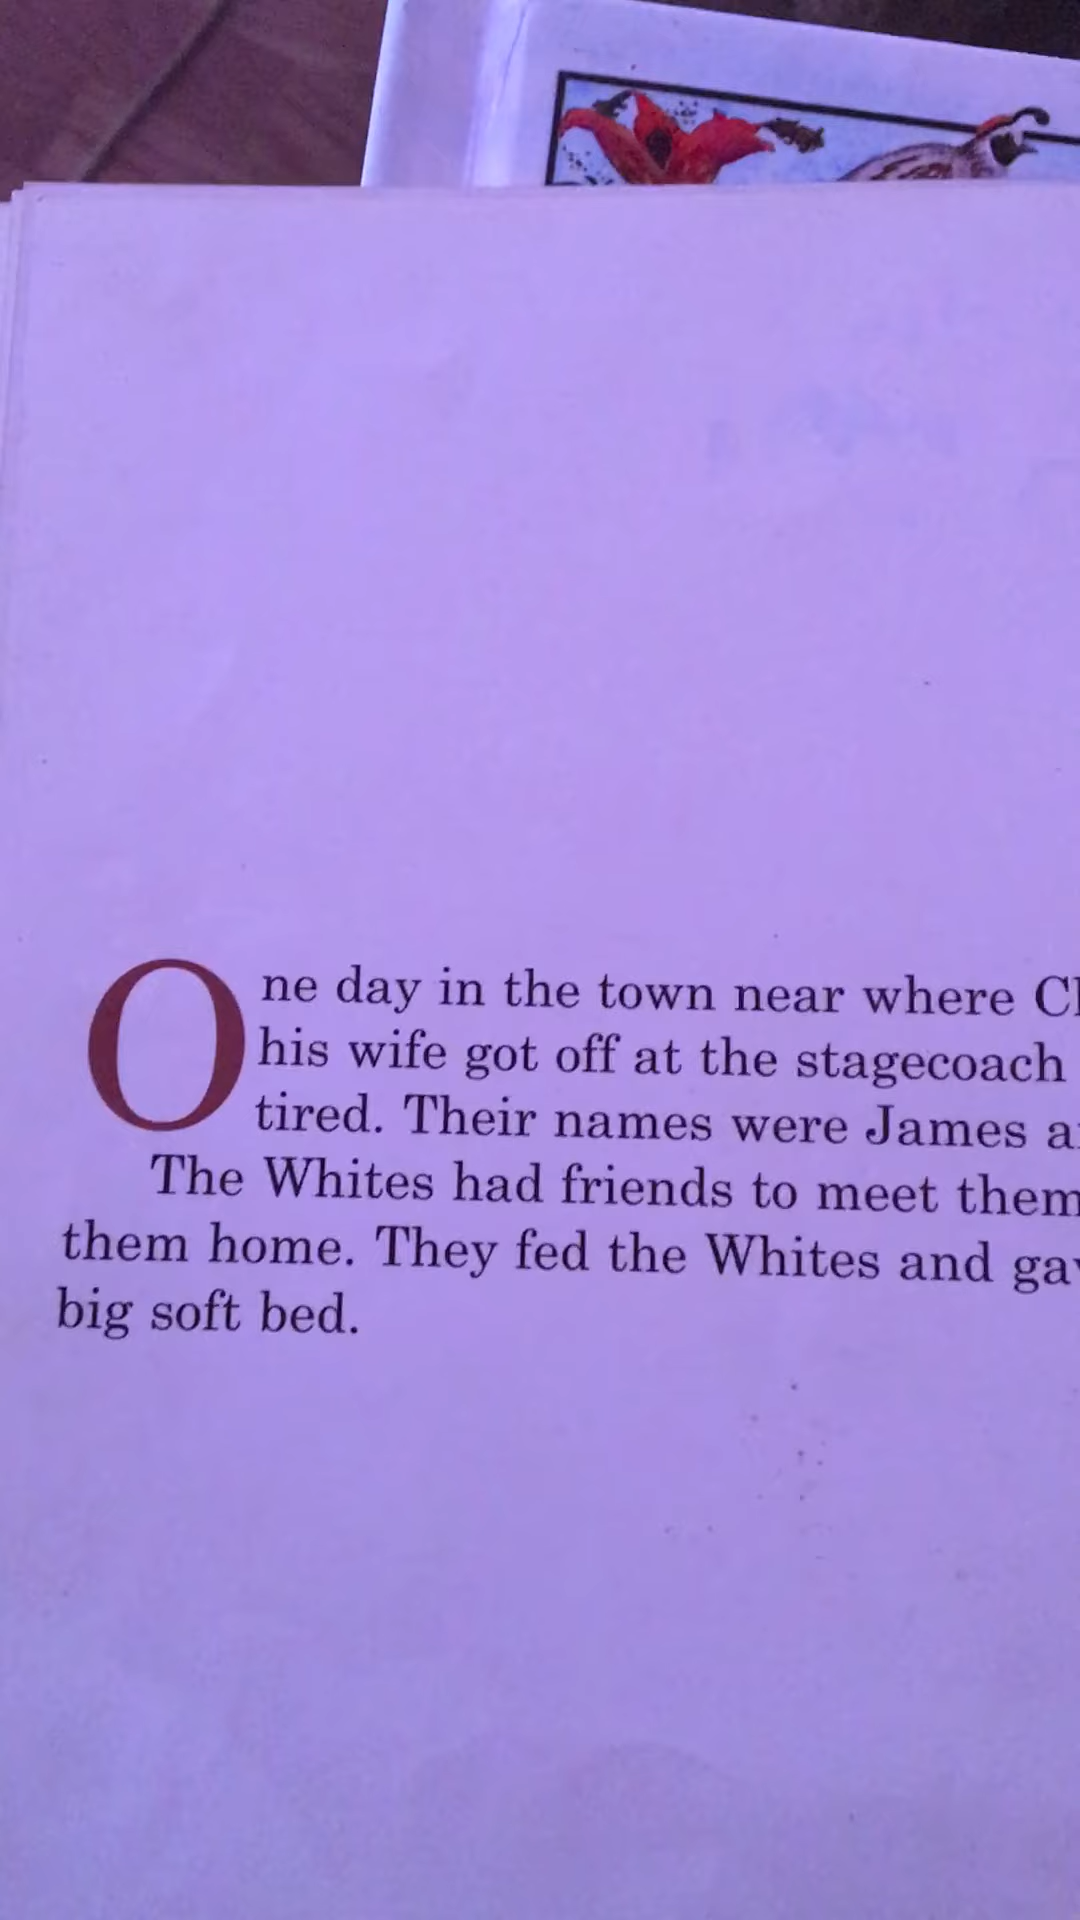 One day in the town near where
his wife got off at the stagecoach
tired. Their names were James
The Whites had friends to meet them
them home. They fed the Whites and
big soft bed.